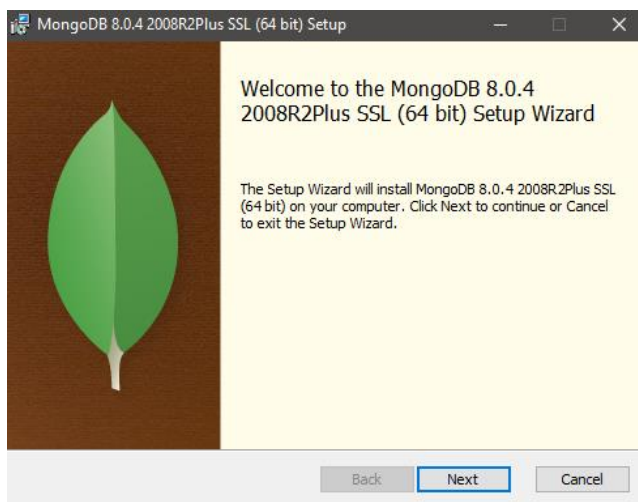 MongoDB 8.0.4 2008R2Plus SSL (64 bit) Setup
Welcome to the MongoDB 8.0.4
2008R2Plus SSL (64 bit) Setup Wizard
The Setup Wizard will install MongoDB 8.0.4 2008R2Plus SSL
(64 bit) on your computer. Click Next to continue or Cancel
to exit the Setup Wizard.
Back Next Cancel